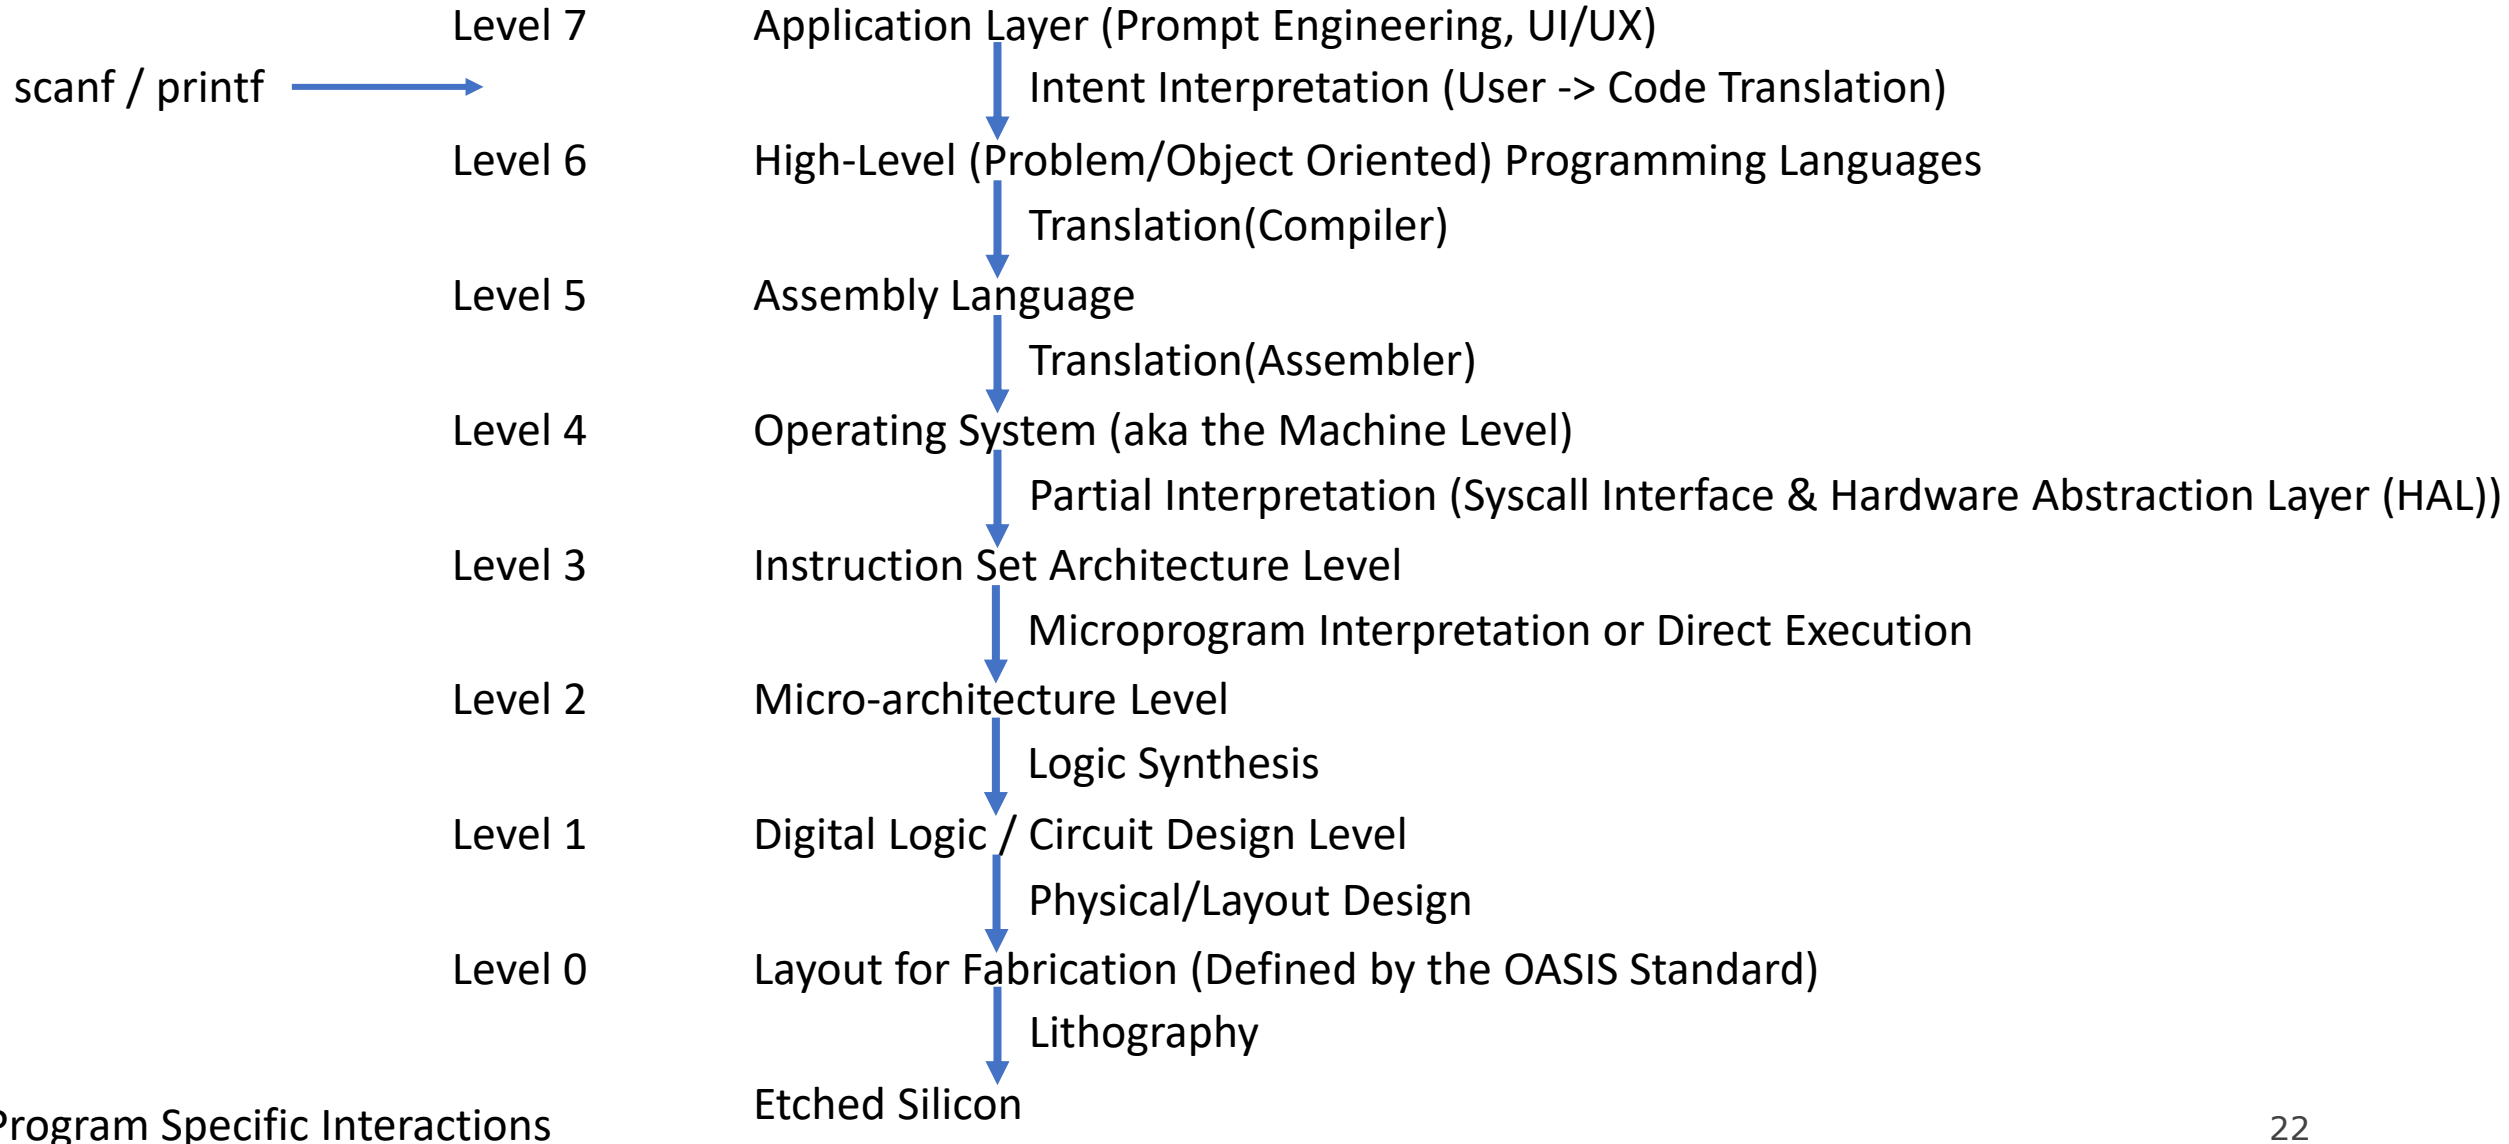 Level 7 Application Layer (Prompt Engineering, UI/UX)
scanf / printf Intent Interpretation (User -> Code Translation)
Level 6 High-Level (Problem/Object Oriented) Programming Languages
Translation(Compiler)
Level 5 Assembly Language
Translation(Assembler)
Level 4 Operating System (aka the Machine Level)
Partial Interpretation (Syscall Interface & Hardware Abstraction Layer (HAL))
Level 3 Instruction Set Architecture Level
Microprogram Interpretation or Direct Execution
Level 2 Micro-architecture Level
Logic Synthesis
Level 1 Digital Logic / Circuit Design Level
Physical/Layout Design
Level 0 Layout for Fabrication (Defined by the OASIS Standard)
Lithography
Etched Silicon
Program Specific Interactions
22